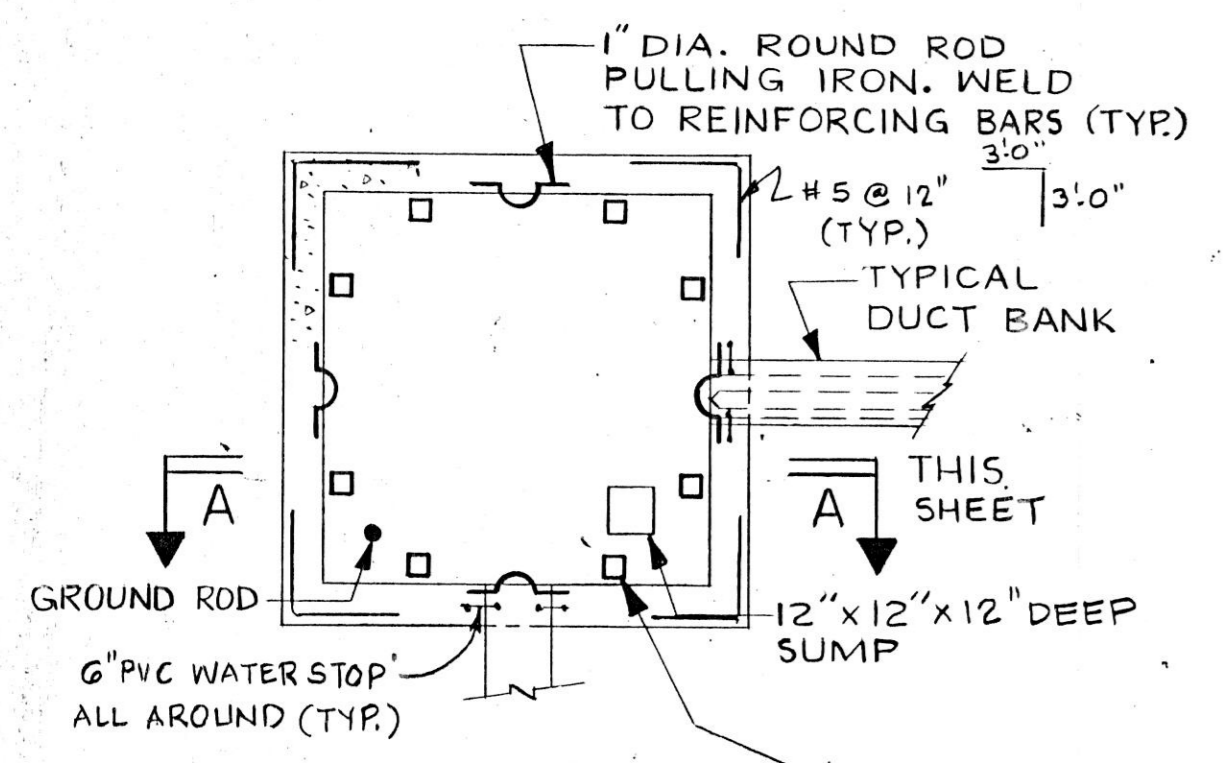 1" DIA. ROUND ROD
PULLING IRON. WELD
TO REINFORCING BARS (TYP.)
3'0"
# 5 @ 12"
3'0"
(TYP.)
TYPICAL
DUCT BANK
THIS
SHEET
A
A
GROUND ROD
12"x12"x12" DEEP
SUMP
6" PVC WATER STOP
ALL AROUND (TYP.)